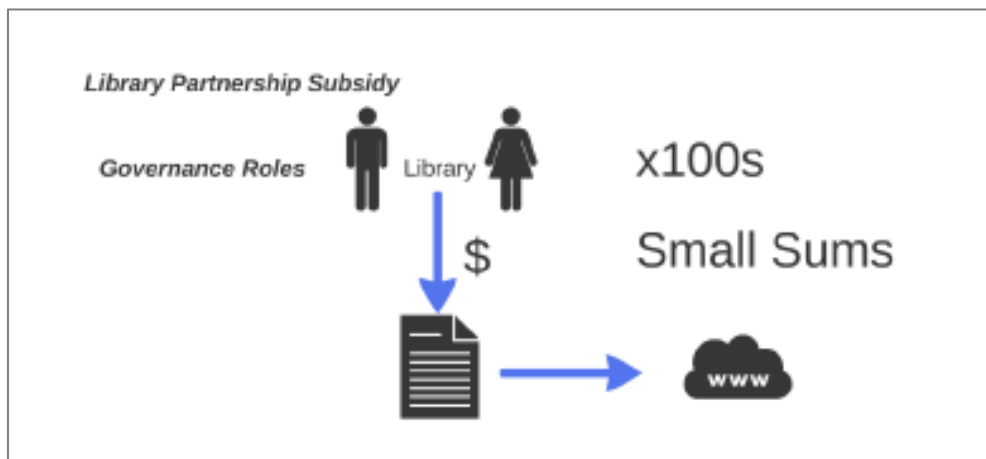 Library Partnership Subsidy
Governance Roles
Library
x100s
Small Sums
$
www